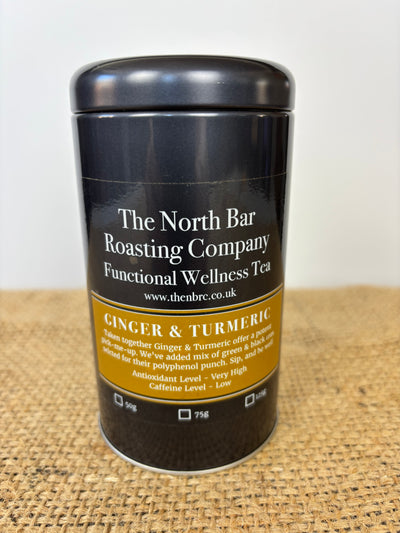 The North Bar
Roasting Company
Functional Wellness Tea
www.thenbrc.co.uk
GINGER & TURMERIC
Taken together Ginger & Turmeric offer a potent
pick-me-up. We've added mix of green & black teas
selected for their polyphenol punch. Sip, and be well
Antioxidant Level - Very High
Caffeine Level - Low
50g 75g 125g